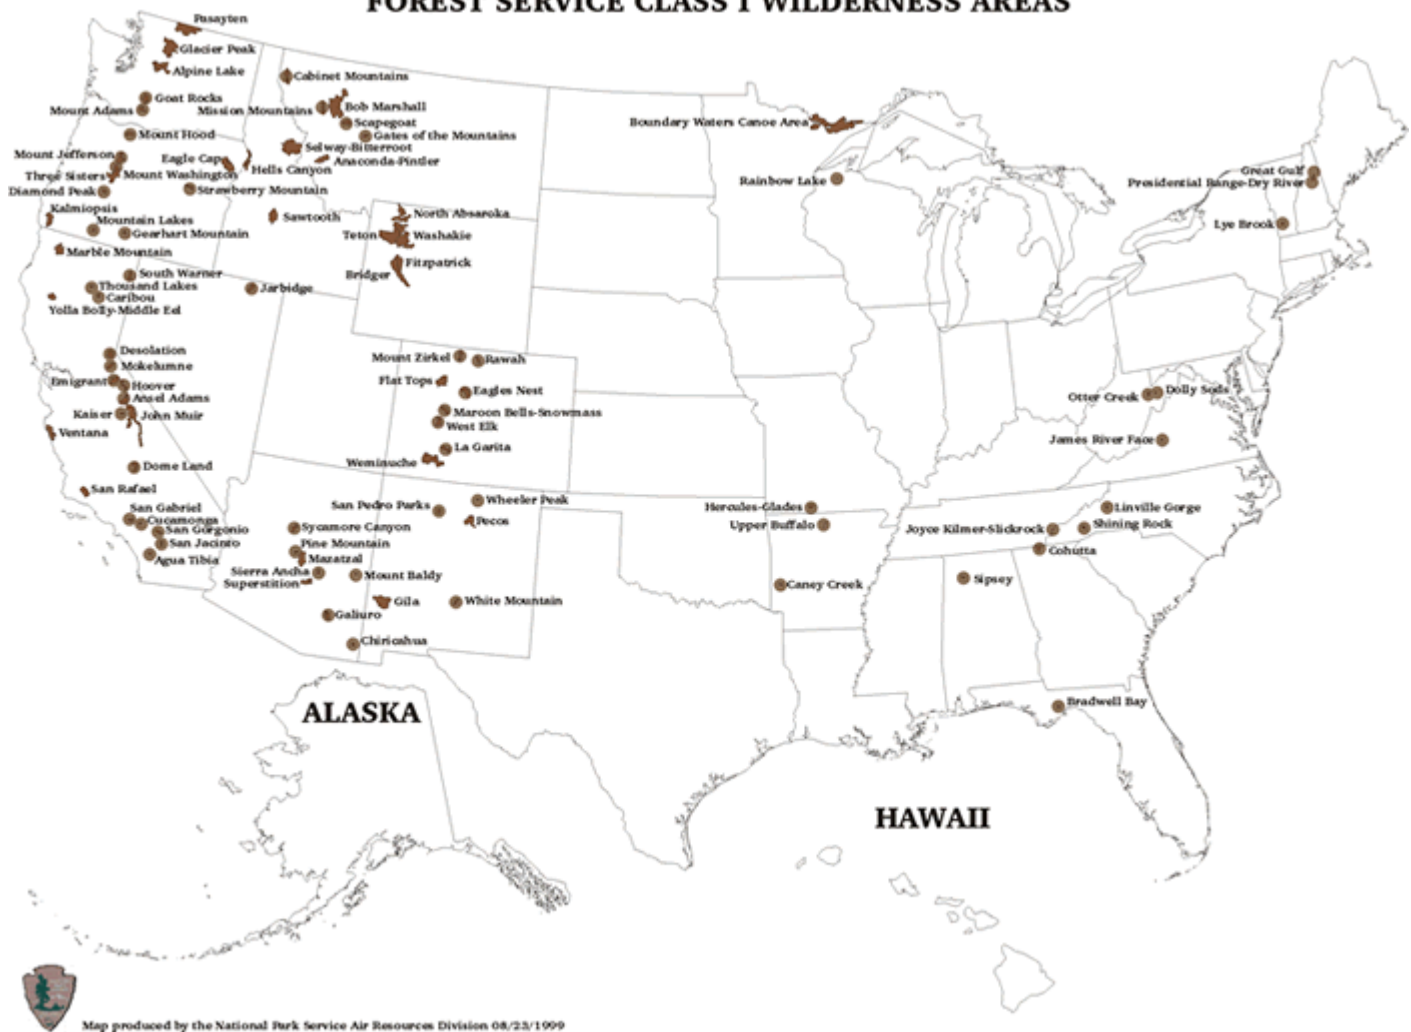 FOREST SERVICE CLASS I WILDERNESS AREAS
Pasayten
Glacier Peak
Alpine Lake
Goat Rocks
Mount Adams
Mount Hood
Mount Jefferson
Three Sisters
Mount Washington
Diamond Peak
Eagle Cap
Hells Canyon
Strawberry Mountain
Kalmiopsis
Mountain Lakes
Gearhart Mountain
Cabinet Mountains
Mission Mountains
Bob Marshall
Scapegoat
Gates of the Mountains
Selway-Bitterroot
Anaconda-Pintler
Sawtooth
North Absaroka
Teton
Washakie
Fitzpatrick
Bridger
Marble Mountain
South Warner
Thousand Lakes
Caribou
Yolla Bolly-Middle Eel
Jarbidge
Desolation
Mokelumne
Emigrant
Hoover
Ansel Adams
Kaiser
John Muir
Ventana
Dome Land
San Rafael
San Gabriel
Cucamonga
San Gorgonio
San Jacinto
Agua Tibia
Mount Zirkel
Rawah
Flat Tops
Eagles Nest
Maroon Bells-Snowmass
West Elk
La Garita
Weminuche
San Pedro Parks
Wheeler Peak
Pecos
Sycamore Canyon
Pine Mountain
Mazatzal
Sierra Ancha
Superstition
Mount Baldy
Gila
White Mountain
Galiuro
Chiricahua
Boundary Waters Canoe Area
Rainbow Lake
Great Gulf
Presidential Range-Dry River
Lye Brook
Otter Creek
Dolly Sods
James River Face
Hercules-Glades
Upper Buffalo
Caney Creek
Linville Gorge
Joyce Kilmer-Slickrock
Shining Rock
Cohutta
Sipsey
Bradwell Bay
ALASKA
HAWAII
Map produced by the National Park Service Air Resources Division 08/23/1999